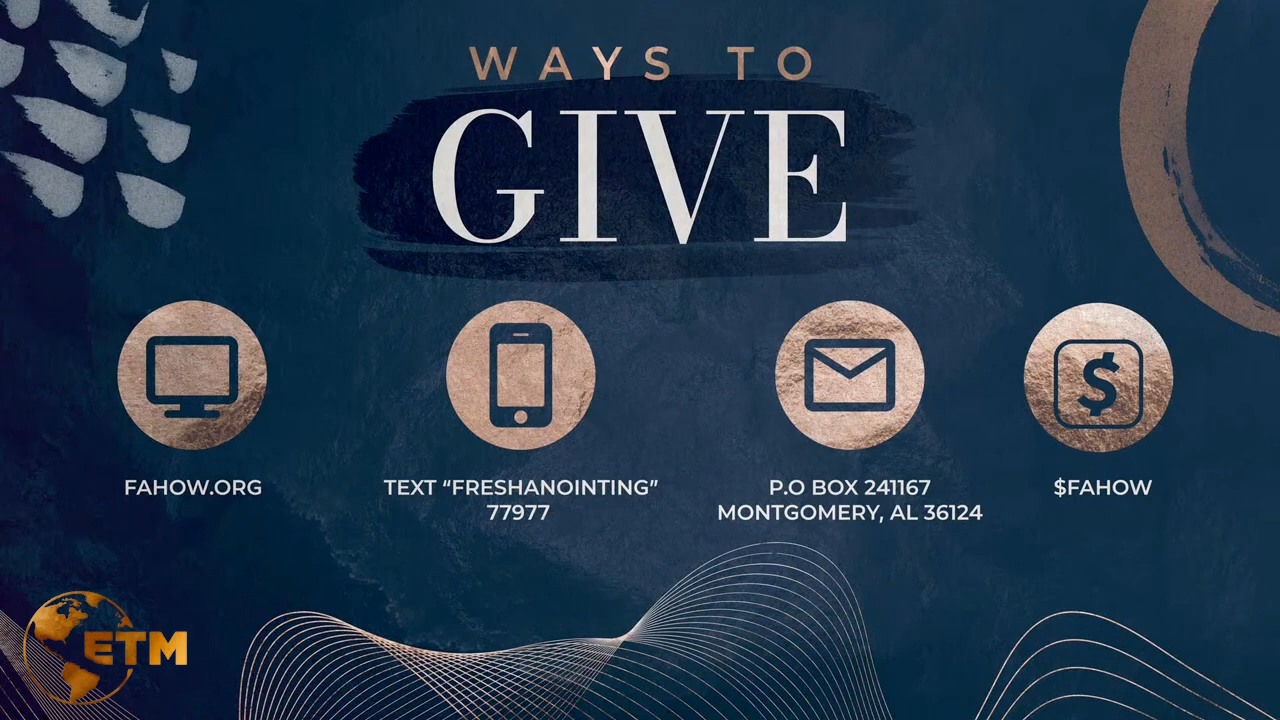 WAYS TO
GIVE
FAHOW.ORG
TEXT “FRESHANOINTING”
77977
P.O BOX 241167
MONTGOMERY, AL 36124
$
$FAHOW
ETM